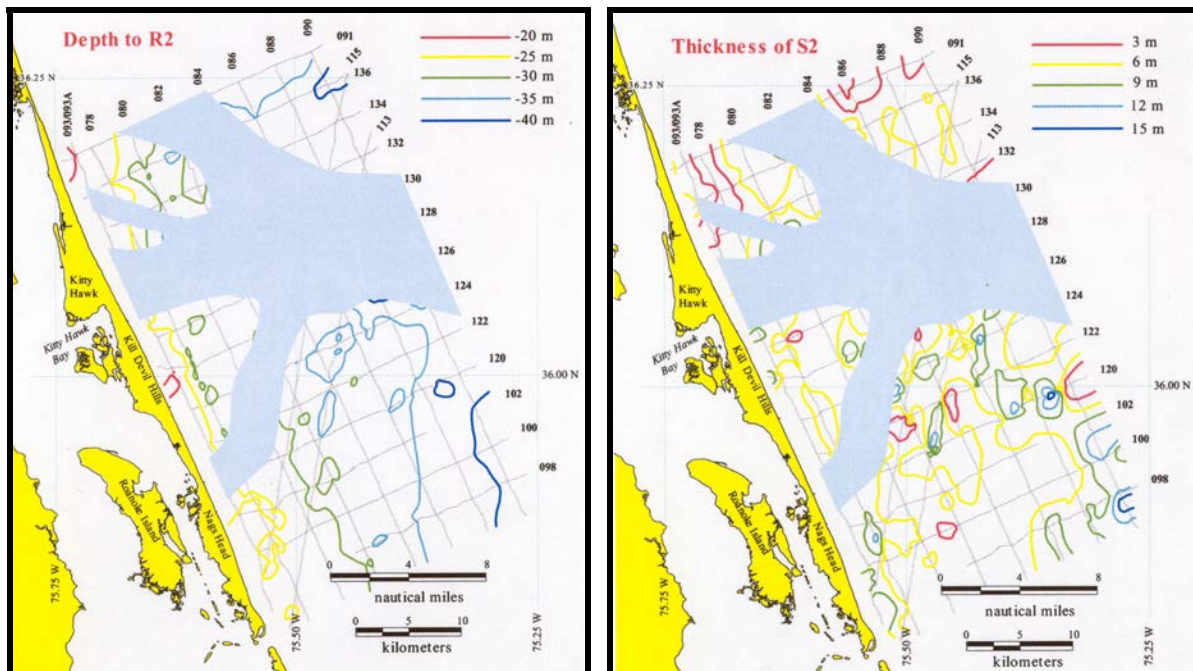 Depth to R2
-20 m
-25 m
-30 m
-35 m
-40 m
090
091
088
086
115
136
084
134
082
113
080
132
078
093/093A
130
128
126
124
122
120
102
100
098
36.25 N
36.00 N
Kitty
Hawk
Kitty Hawk
Bay
Kill Devil Hills
Roanoke Island
Nags Head
75.75 W
75.50 W
75.25 W
0 4 8
nautical miles
0 5 10
kilometers
Thickness of S2
3 m
6 m
9 m
12 m
15 m
090
091
088
086
115
136
084
134
082
113
080
132
078
093/093A
130
128
126
124
122
120
102
100
098
36.25 N
36.00 N
Kitty
Hawk
Kitty Hawk
Bay
Kill Devil Hills
Roanoke Island
Nags Head
75.75 W
75.50 W
75.25 W
0 4 8
nautical miles
0 5 10
kilometers